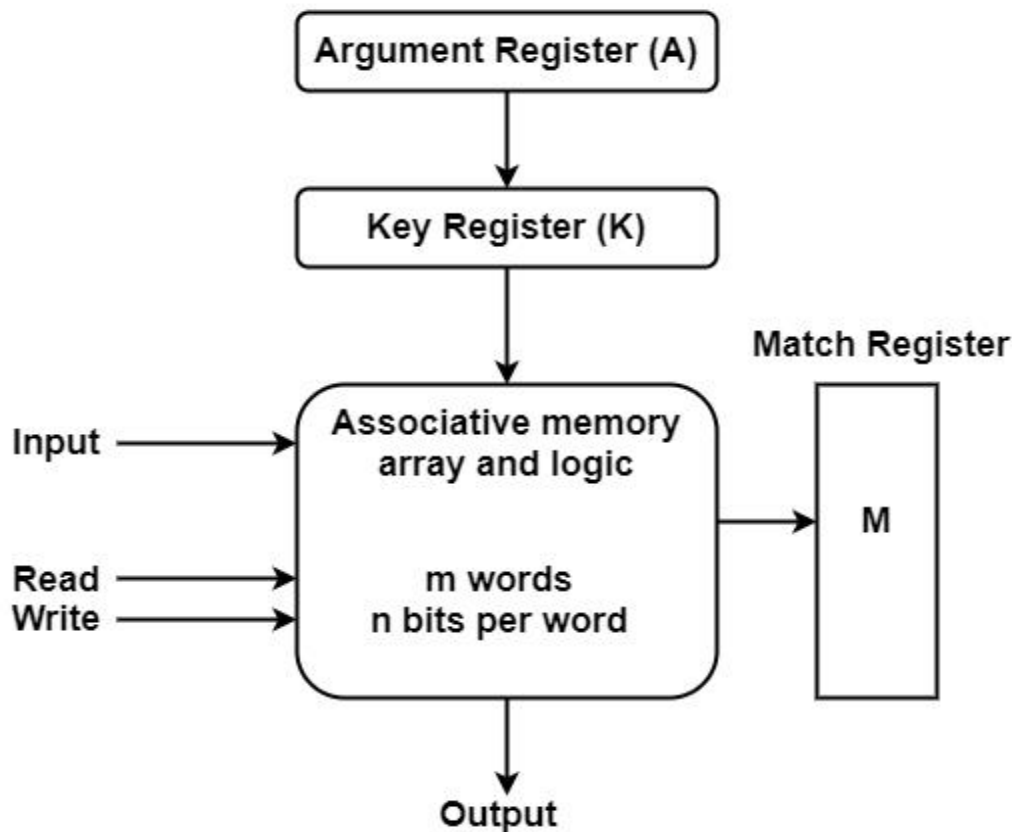 Argument Register (A)
Key Register (K)
Match Register
Associative memory
array and logic
Input
M
Read
m words
Write
n bits per word
Output